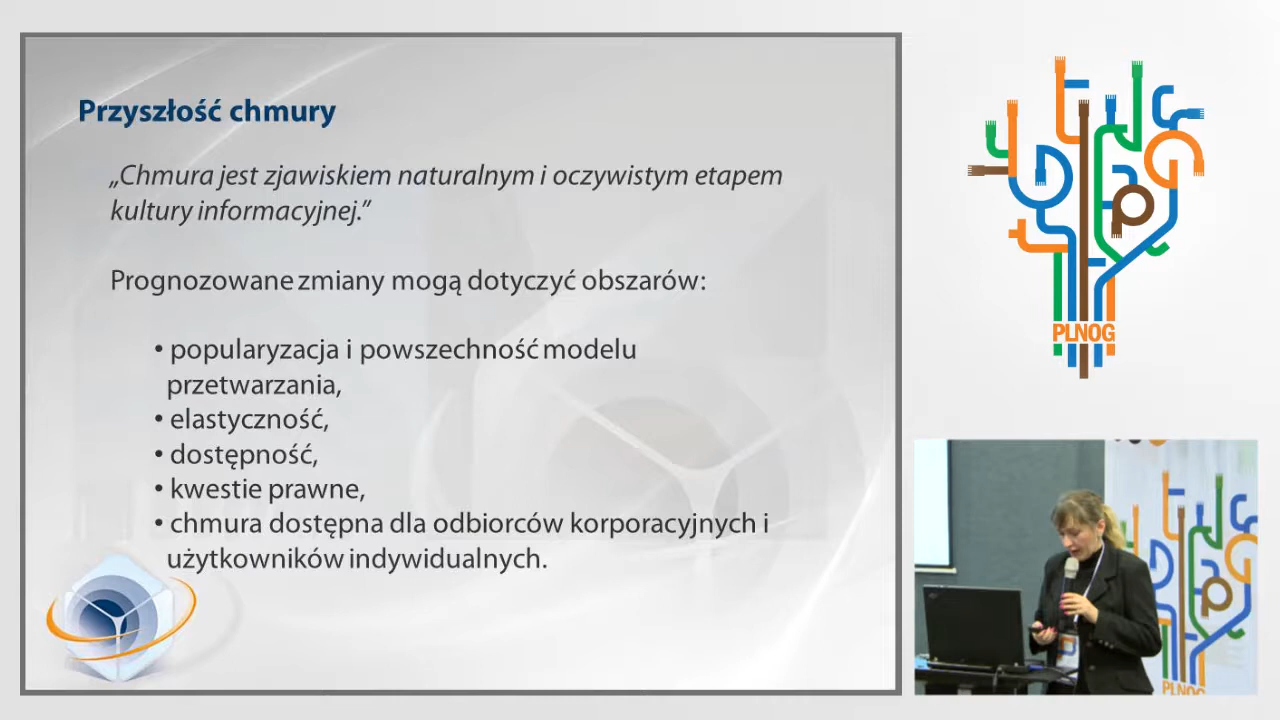 Przyszłość chmury
„Chmura jest zjawiskiem naturalnym i oczywistym etapem
kultury informacyjnej.”
Prognozowane zmiany mogą dotyczyć obszarów:
• popularyzacja i powszechność modelu
przetwarzania,
• elastyczność,
• dostępność,
• kwestie prawne,
• chmura dostępna dla odbiorców korporacyjnych i
użytkowników indywidualnych.
PLNOG
PLNOG